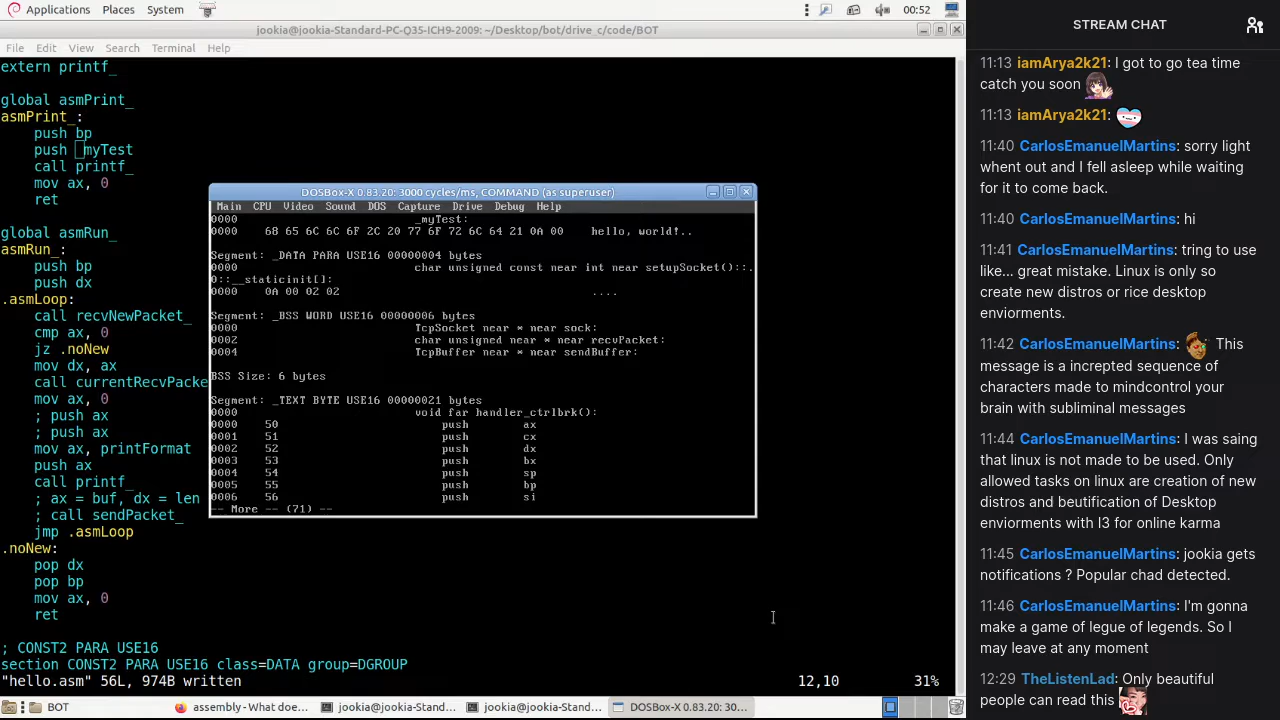 Applications Places System 00:52
jookia@jookia-Standard-PC-Q35-ICH9-2009: ~/Desktop/bot/drive_c/code/BOT
File Edit View Search Terminal Help
extern printf_
global asmPrint_
asmPrint_:
push bp
push myTest
call printf_
mov ax, 0
ret
global asmRun_
asmRun_:
push bp
push dx
.asmLoop:
call recvNewPacket_
cmp ax, 0
jz .noNew
mov dx, ax
call currentRecvPacke
mov ax, 0
; push ax
; push ax
mov ax, printFormat
push ax
call printf_
; ax = buf, dx = len
; call sendPacket_
jmp .asmLoop
.noNew:
pop dx
pop bp
mov ax, 0
ret
; CONST2 PARA USE16
section CONST2 PARA USE16 class=DATA group=DGROUP
"hello.asm" 56L, 974B written 12,10 31%
DOSBox-X 0.83.20: 3000 cycles/ms, COMMAND (as superuser)
Main CPU Video Sound DOS Capture Drive Debug Help
0000 _myTest:
0000 68 65 6C 6C 6F 2C 20 77 6F 72 6C 64 21 0A 00 hello, world!..
Segment: _DATA PARA USE16 00000004 bytes
0000 char unsigned const near int near setupSocket()::.
0::__staticinit[]:
0000 0A 00 02 02 ....
Segment: _BSS WORD USE16 00000006 bytes
0000 TcpSocket near * near sock:
0002 char unsigned near * near recvPacket:
0004 TcpBuffer near * near sendBuffer:
BSS Size: 6 bytes
Segment: _TEXT BYTE USE16 00000021 bytes
0000 void far handler_ctrlbrk():
0000 50 push ax
0001 51 push cx
0002 52 push dx
0003 53 push bx
0004 54 push sp
0005 55 push bp
0006 56 push si
-- More -- (71) --
BOT assembly - What doe... jookia@jookia-Stand... jookia@jookia-Stand... DOSBox-X 0.83.20: 30...
STREAM CHAT
11:13 iamArya2k21: I got to go tea time
catch you soon
11:13 iamArya2k21:
11:40 CarlosEmanuelMartins: sorry light
whent out and I fell asleep while waiting
for it to come back.
11:40 CarlosEmanuelMartins: hi
11:41 CarlosEmanuelMartins: tring to use
like... great mistake. Linux is only so
create new distros or rice desktop
enviorments.
11:42 CarlosEmanuelMartins: This
message is a increpted sequence of
characters made to mindcontrol your
brain with subliminal messages
11:44 CarlosEmanuelMartins: I was saing
that linux is not made to be used. Only
allowed tasks on linux are creation of new
distros and beutification of Desktop
enviorments with I3 for online karma
11:45 CarlosEmanuelMartins: jookia gets
notifications ? Popular chad detected.
11:46 CarlosEmanuelMartins: I'm gonna
make a game of legue of legends. So I
may leave at any moment
12:29 TheListenLad: Only beautiful
people can read this